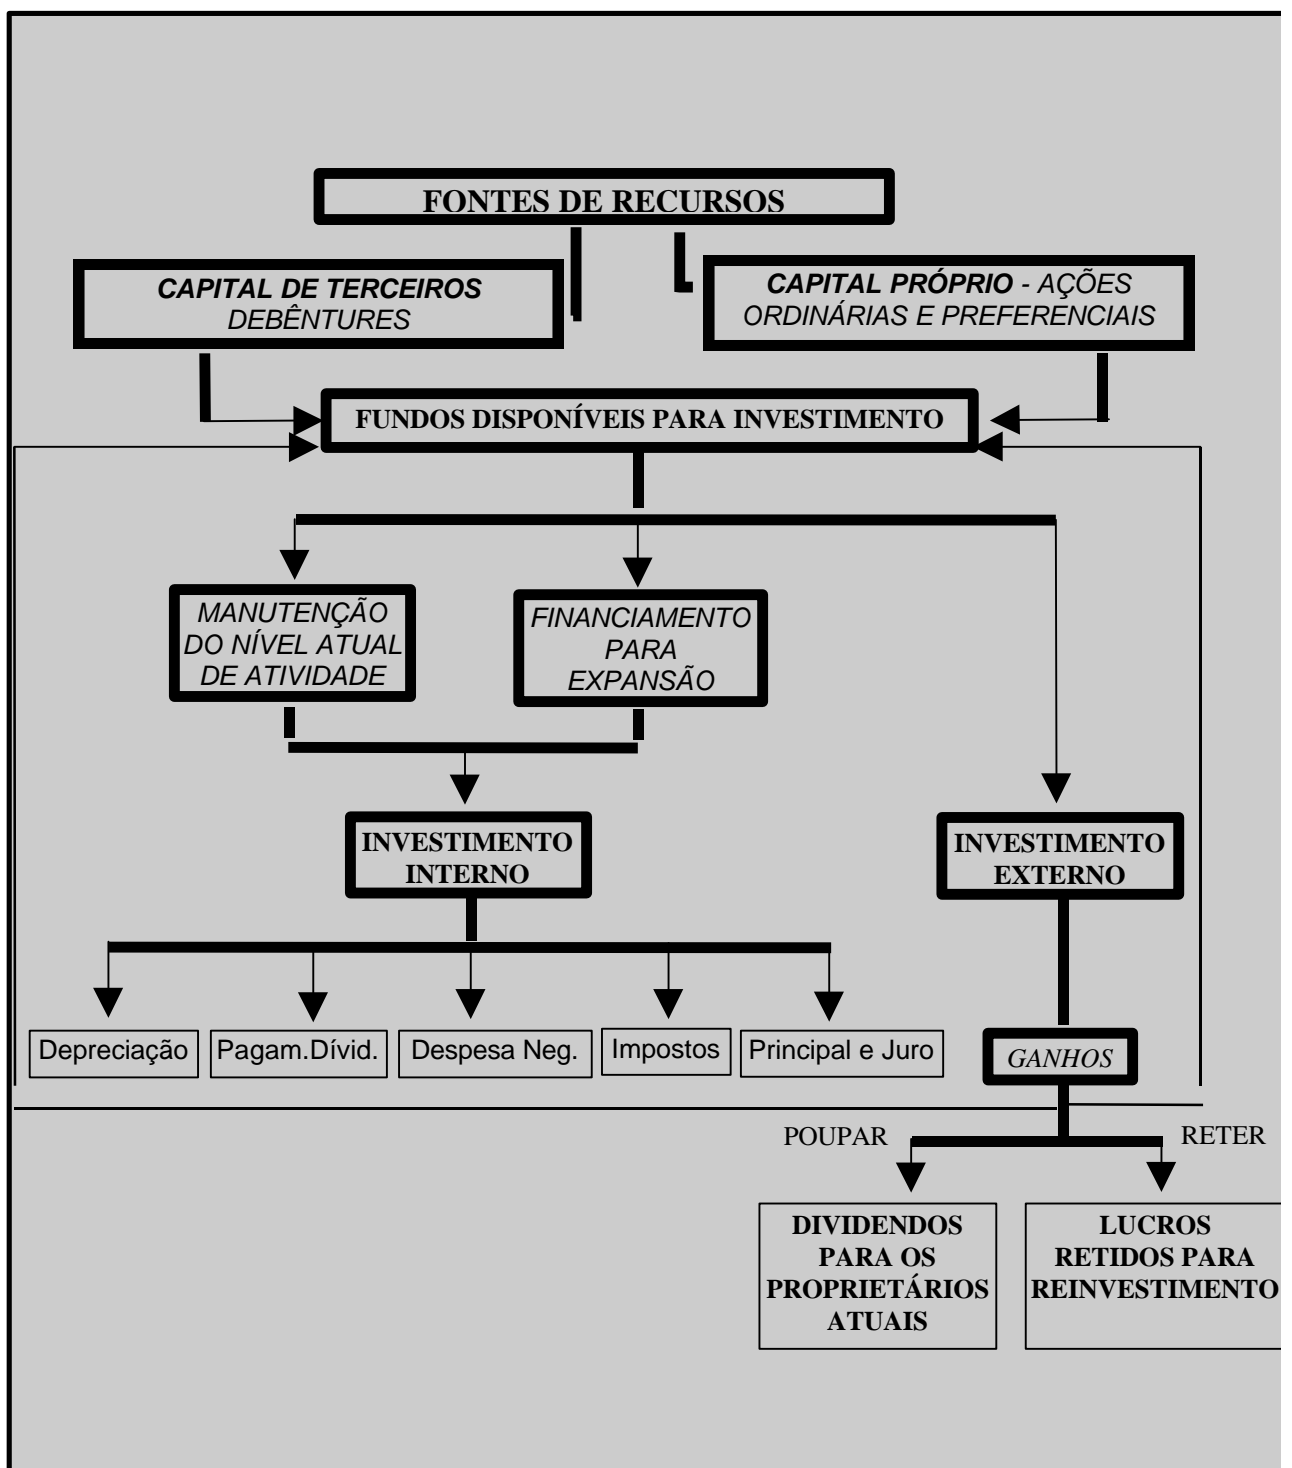 FONTES DE RECURSOS
CAPITAL DE TERCEIROS
DEBÊNTURES
CAPITAL PRÓPRIO - AÇÕES
ORDINÁRIAS E PREFERENCIAIS
FUNDOS DISPONÍVEIS PARA INVESTIMENTO
MANUTENÇÃO
DO NÍVEL ATUAL
DE ATIVIDADE
FINANCIAMENTO
PARA
EXPANSÃO
INVESTIMENTO
INTERNO
INVESTIMENTO
EXTERNO
Depreciação
Pagam.Dívid.
Despesa Neg.
Impostos
Principal e Juro
GANHOS
POUPAR
RETER
DIVIDENDOS
PARA OS
PROPRIETÁRIOS
ATUAIS
LUCROS
RETIDOS PARA
REINVESTIMENTO